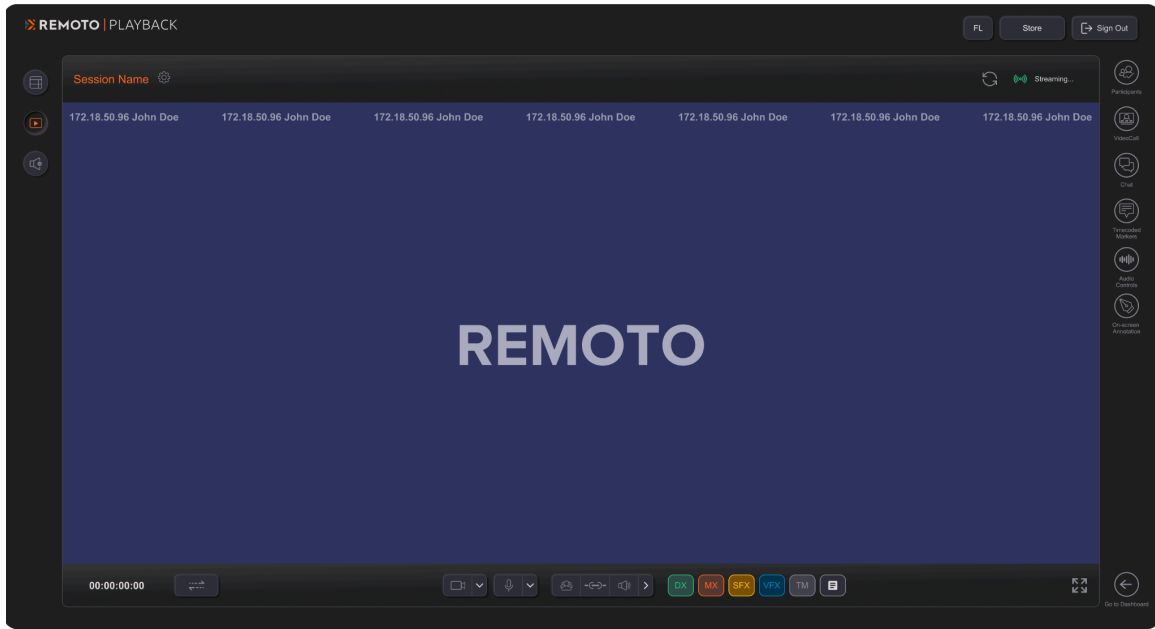 REMOTO | PLAYBACK
FL
Store
Sign Out
Session Name
Streaming...
172.18.50.96 John Doe 172.18.50.96 John Doe 172.18.50.96 John Doe 172.18.50.96 John Doe 172.18.50.96 John Doe 172.18.50.96 John Doe 172.18.50.96 John Doe
REMOTO
Participants
VideoCall
Chat
Timecoded
Markers
Audio
Controls
On-screen
Annotation
00:00:00:00
DX MX SFX VFX TM
Go to Dashboard